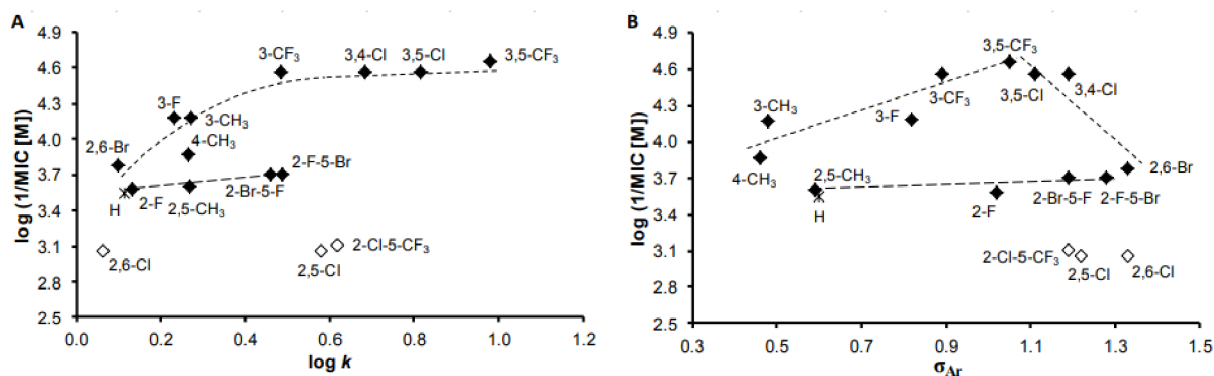 A
log (1/MIC [M])
4.9
4.6
4.3
4.0
3.7
3.4
3.1
2.8
2.5
3-CF3
3,4-Cl
3,5-Cl
3,5-CF3
3-F
3-CH3
2,6-Br
4-CH3
2-F-5-Br
2-Br-5-F
H
2-F
2,5-CH3
2-Cl-5-CF3
2,6-Cl
2,5-Cl
0.0 0.2 0.4 0.6 0.8 1.0 1.2
log k
B
log (1/MIC [M])
4.9
4.6
4.3
4.0
3.7
3.4
3.1
2.8
2.5
3,5-CF3
3-CF3
3,5-Cl
3,4-Cl
3-CH3
3-F
4-CH3
2,5-CH3
2,6-Br
H
2-F
2-Br-5-F
2-F-5-Br
2-Cl-5-CF3
2,5-Cl
2,6-Cl
0.3 0.5 0.7 0.9 1.1 1.3 1.5
σAr